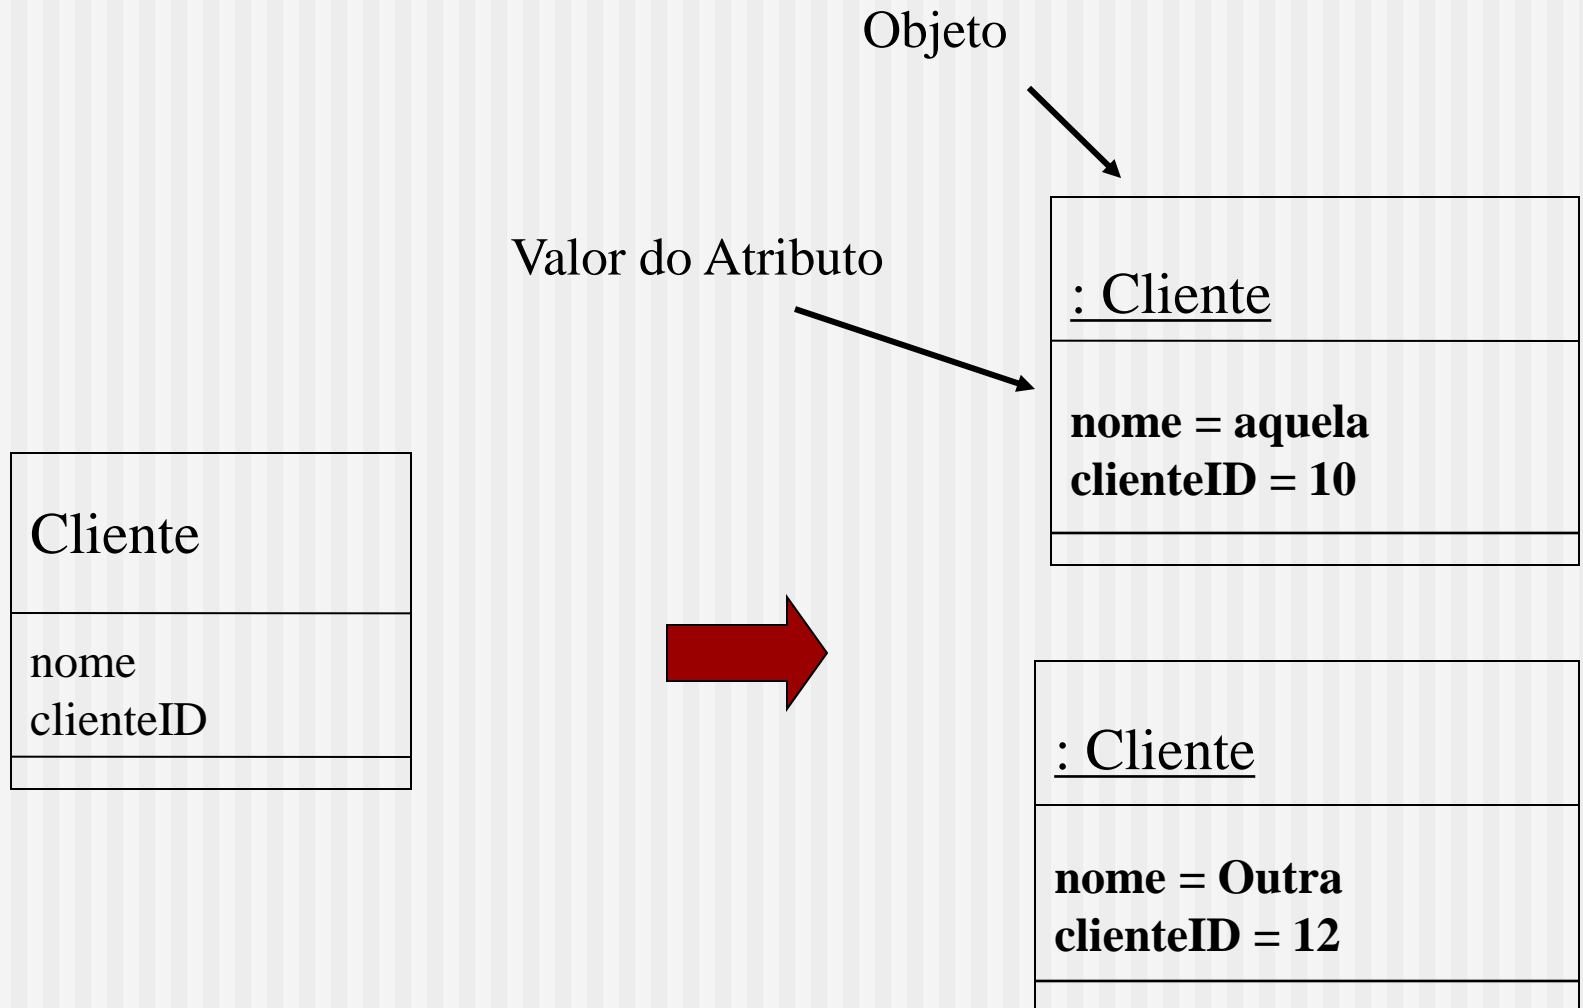 Objeto
Valor do Atributo
: Cliente
nome = aquela
clienteID = 10
Cliente
nome
clienteID
: Cliente
nome = Outra
clienteID = 12